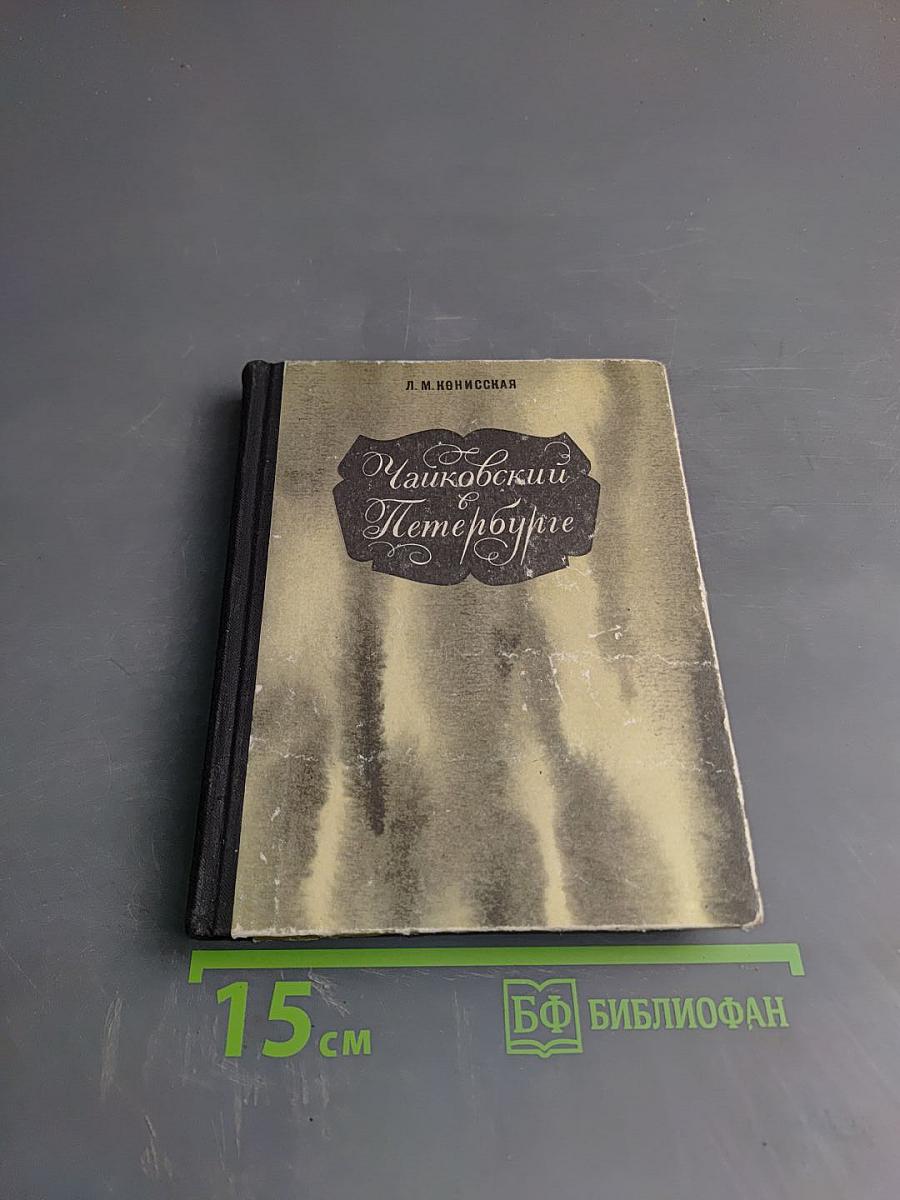 Л. М. Конисская
Чайковский
в
Петербурге
15 см
БФ БИБЛИОФАН